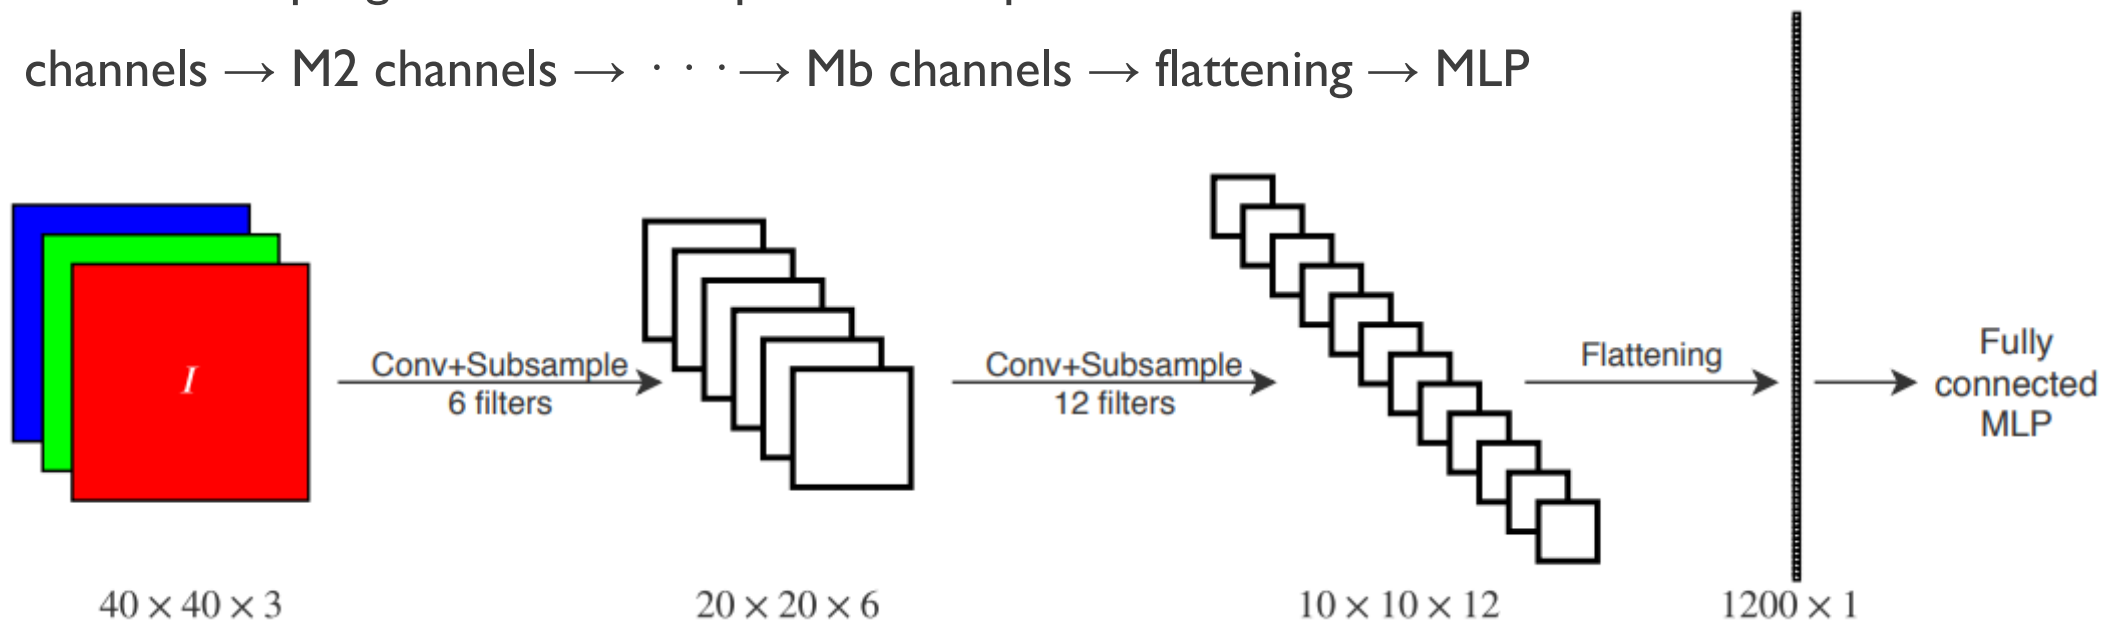 channels → M2 channels → · · · → Mb channels → flattening → MLP
I
Conv+Subsample
6 filters
Conv+Subsample
12 filters
Flattening
Fully
connected
MLP
40 × 40 × 3
20 × 20 × 6
10 × 10 × 12
1200 × 1